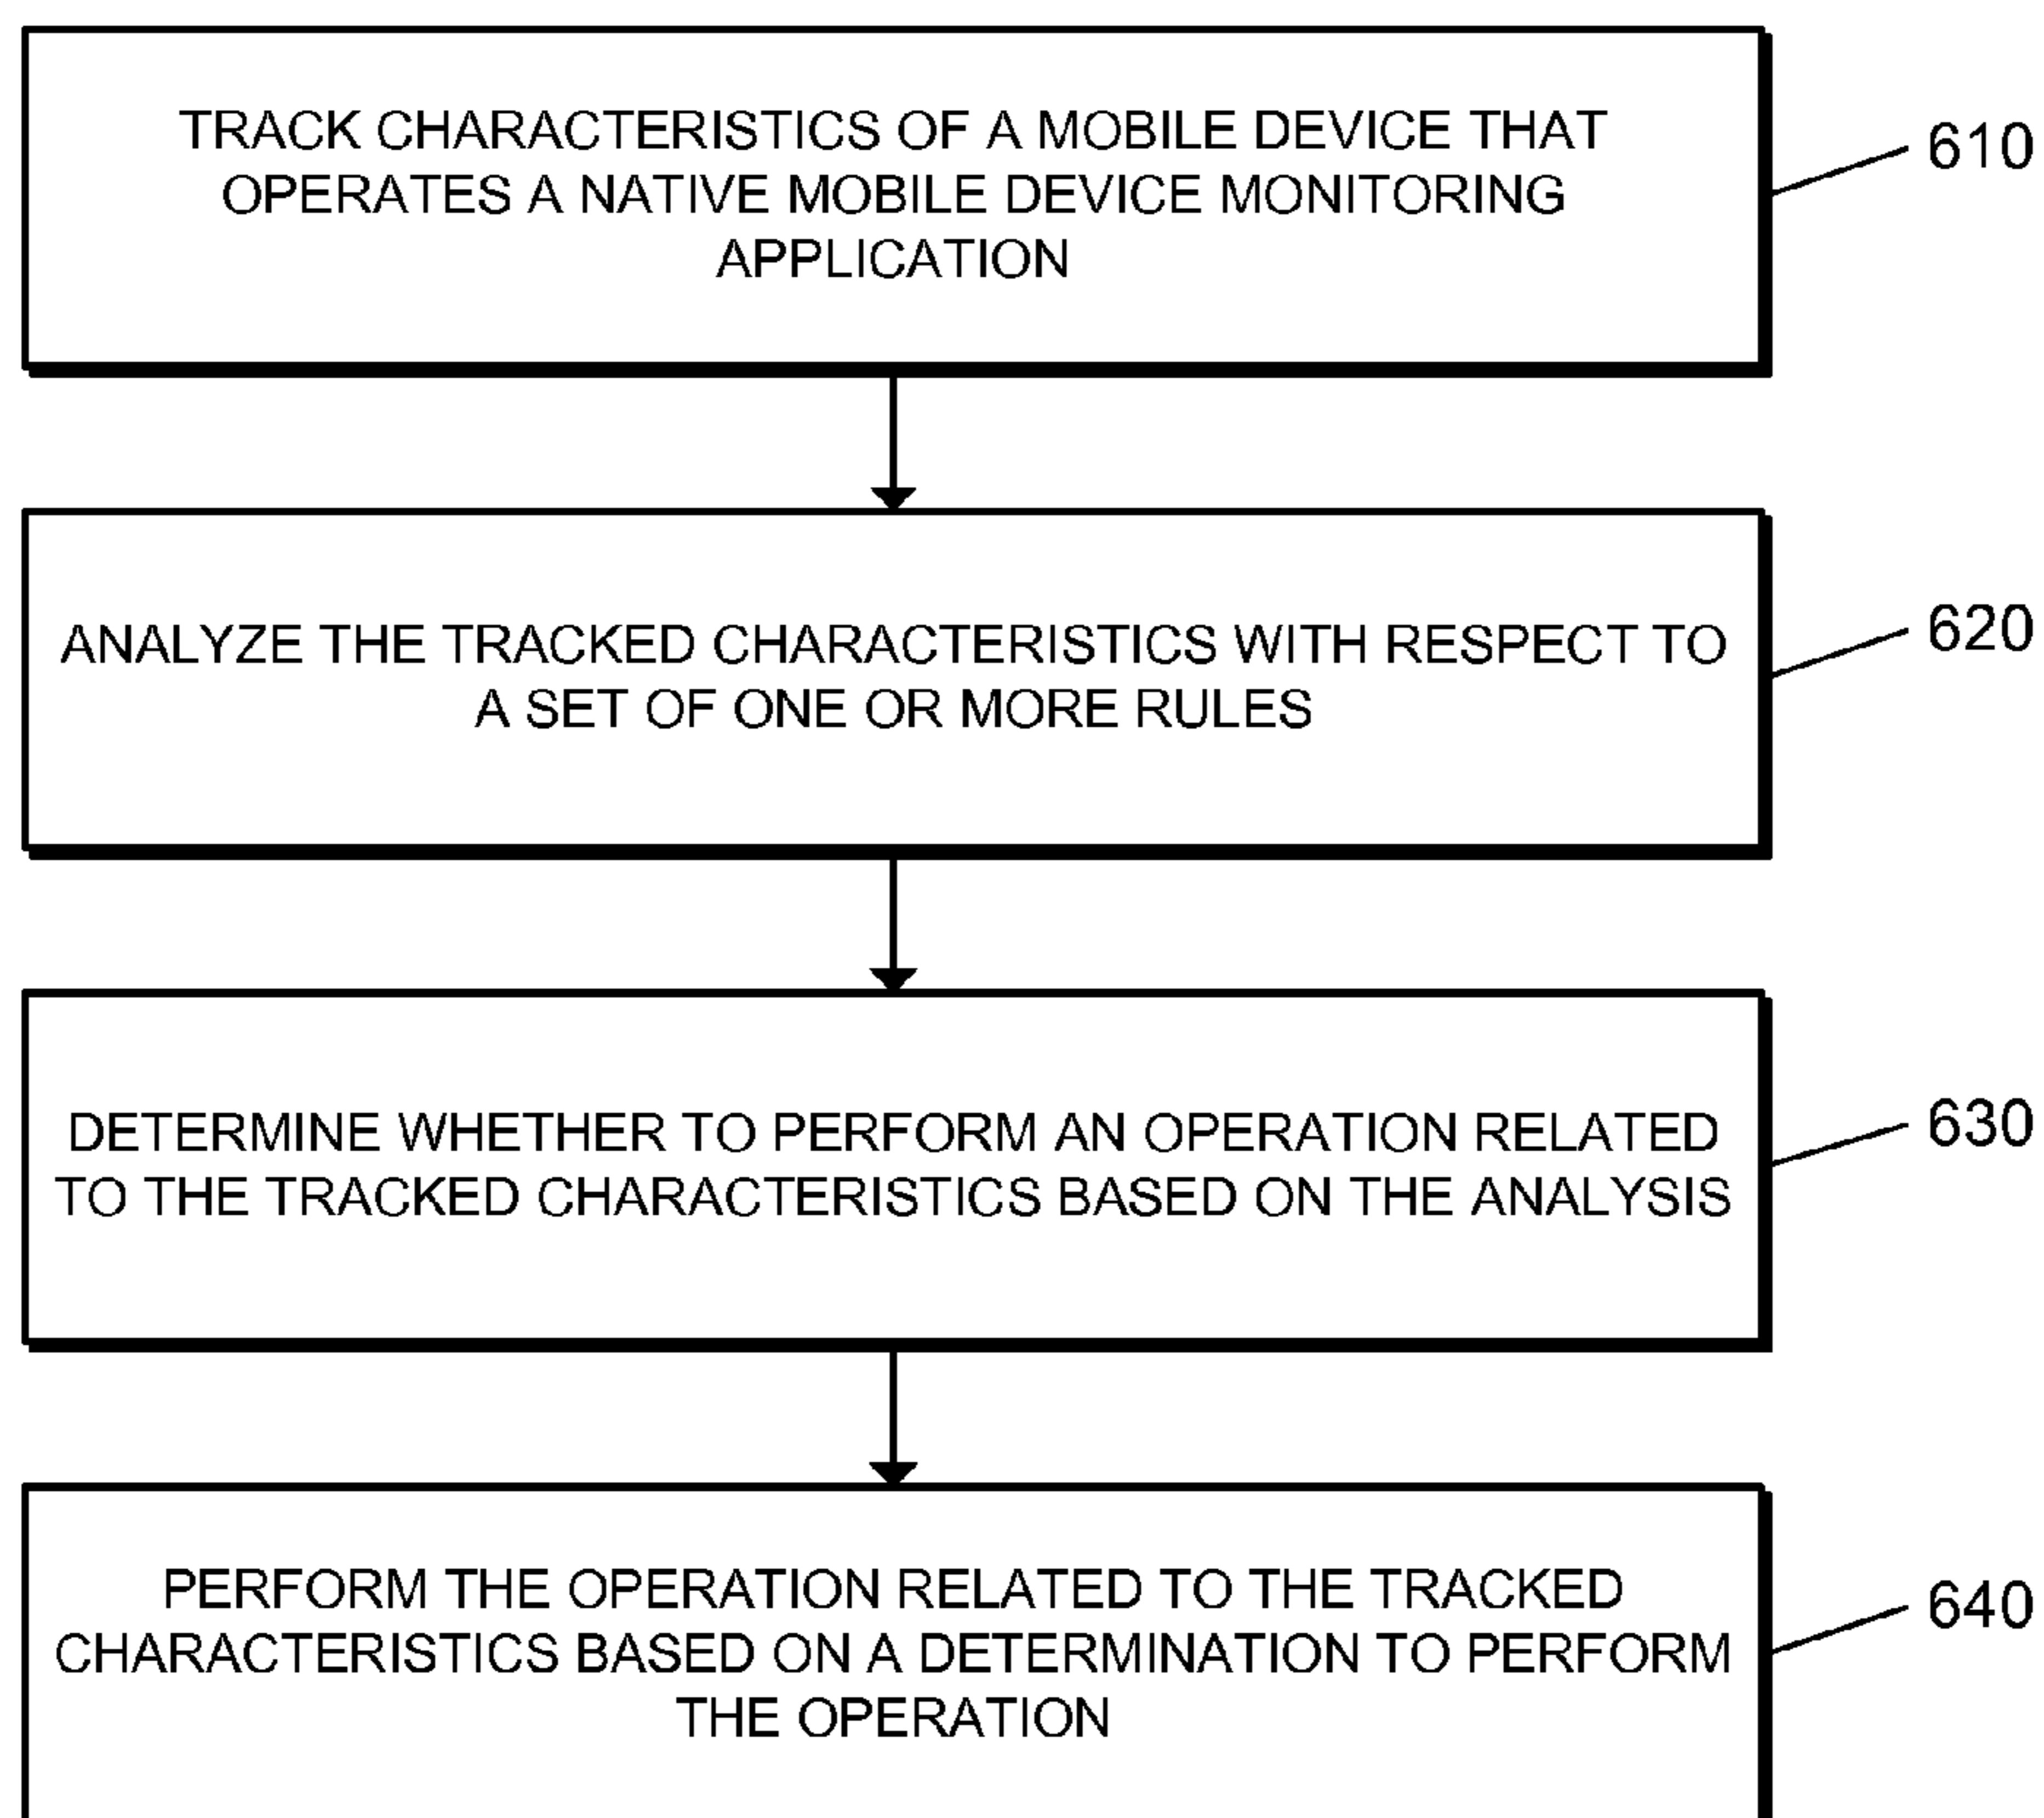 TRACK CHARACTERISTICS OF A MOBILE DEVICE THAT
OPERATES A NATIVE MOBILE DEVICE MONITORING
APPLICATION
610
ANALYZE THE TRACKED CHARACTERISTICS WITH RESPECT TO
A SET OF ONE OR MORE RULES
620
DETERMINE WHETHER TO PERFORM AN OPERATION RELATED
TO THE TRACKED CHARACTERISTICS BASED ON THE ANALYSIS
630
PERFORM THE OPERATION RELATED TO THE TRACKED
CHARACTERISTICS BASED ON A DETERMINATION TO PERFORM
THE OPERATION
640